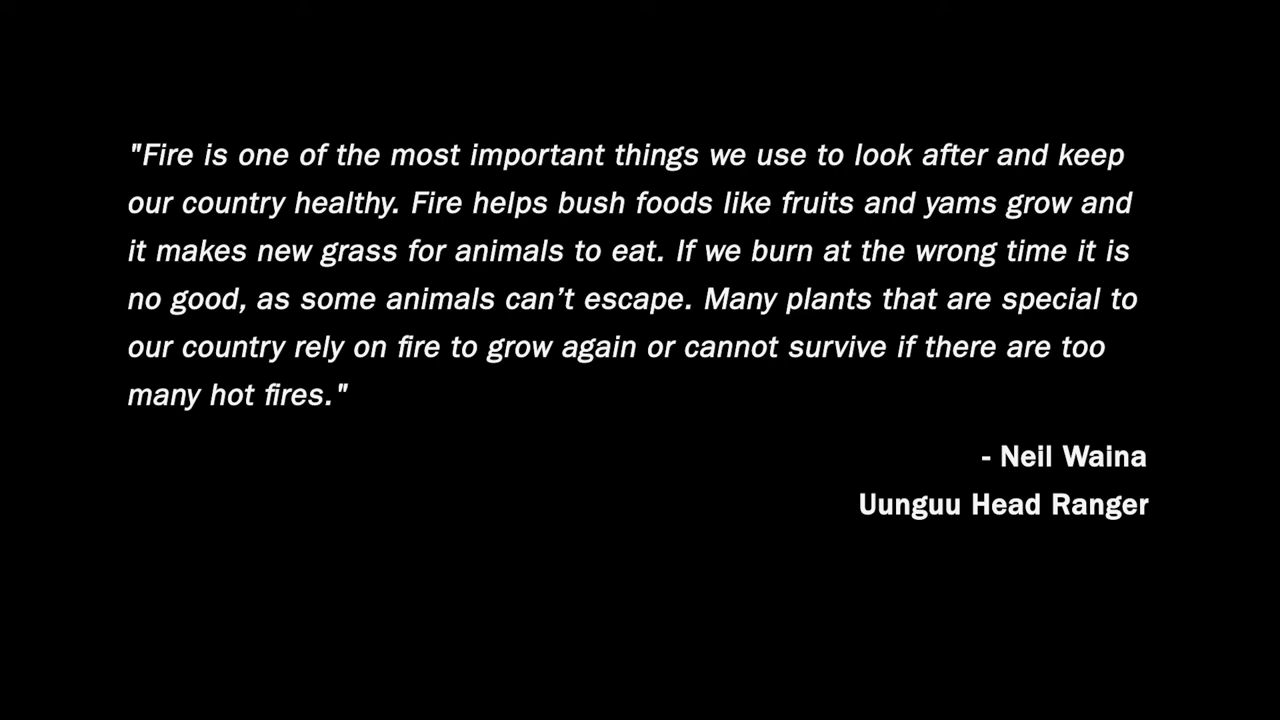 "Fire is one of the most important things we use to look after and keep
our country healthy. Fire helps bush foods like fruits and yams grow and
it makes new grass for animals to eat. If we burn at the wrong time it is
no good, as some animals can’t escape. Many plants that are special to
our country rely on fire to grow again or cannot survive if there are too
many hot fires."
- Neil Waina
Uunguu Head Ranger